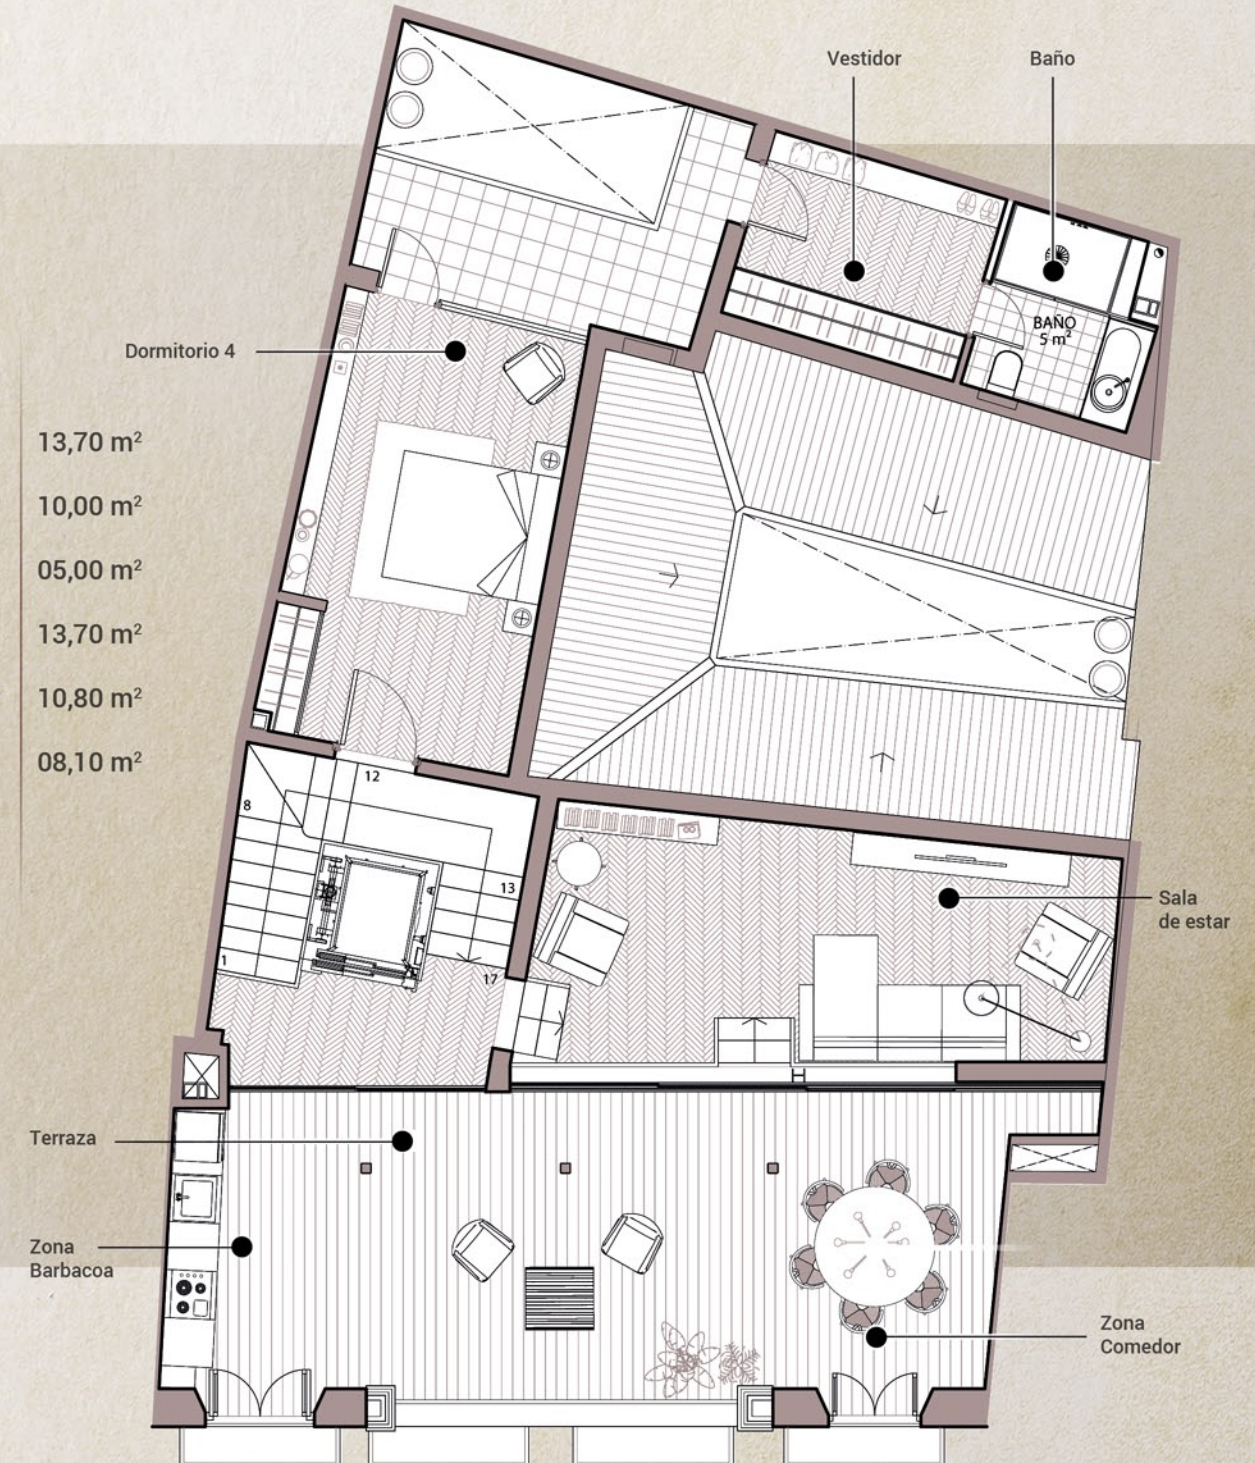 Vestidor
Baño
BAÑO
5 m²
Dormitorio 4
13,70 m²
10,00 m²
05,00 m²
13,70 m²
10,80 m²
08,10 m²
12
8
13
1
17
Sala
de estar
Terraza
Zona
Barbacoa
Zona
Comedor